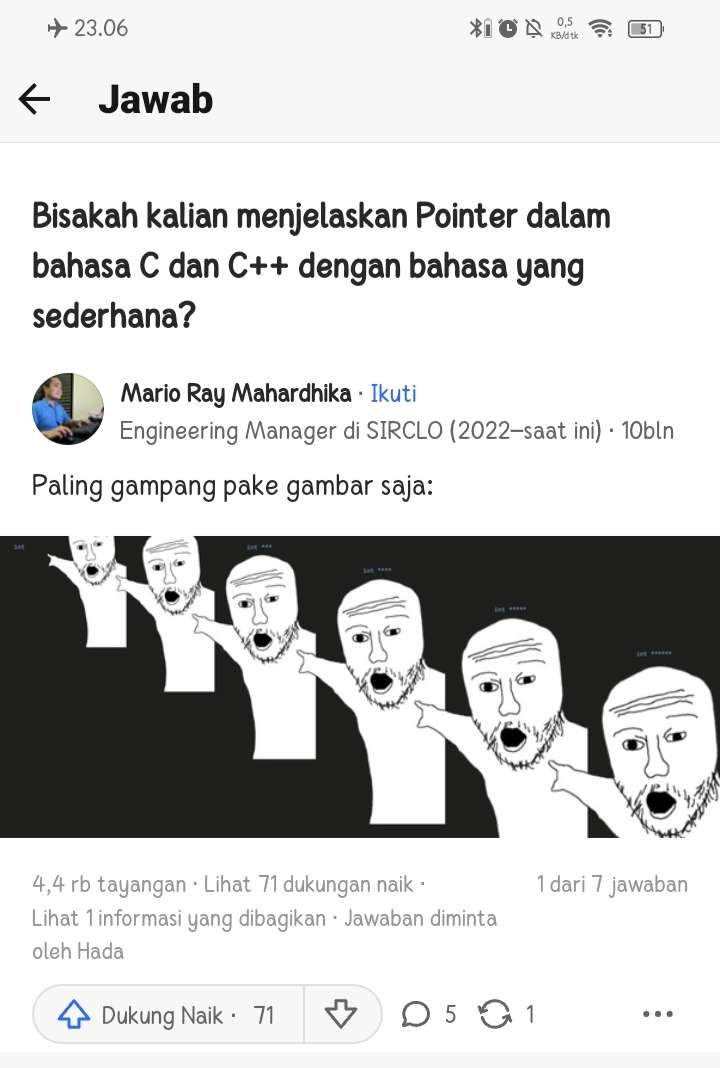 23.06
0,5
KB/dtk
51
Jawab
Bisakah kalian menjelaskan Pointer dalam
bahasa C dan C++ dengan bahasa yang
sederhana?
Mario Ray Mahardhika · Ikuti
Engineering Manager di SIRCLO (2022–saat ini) · 10bln
Paling gampang pake gambar saja:
int
int ***
int ****
int *****
int ******
4,4 rb tayangan · Lihat 71 dukungan naik ·
1 dari 7 jawaban
Lihat 1 informasi yang dibagikan · Jawaban diminta
oleh Hada
Dukung Naik · 71
5
1